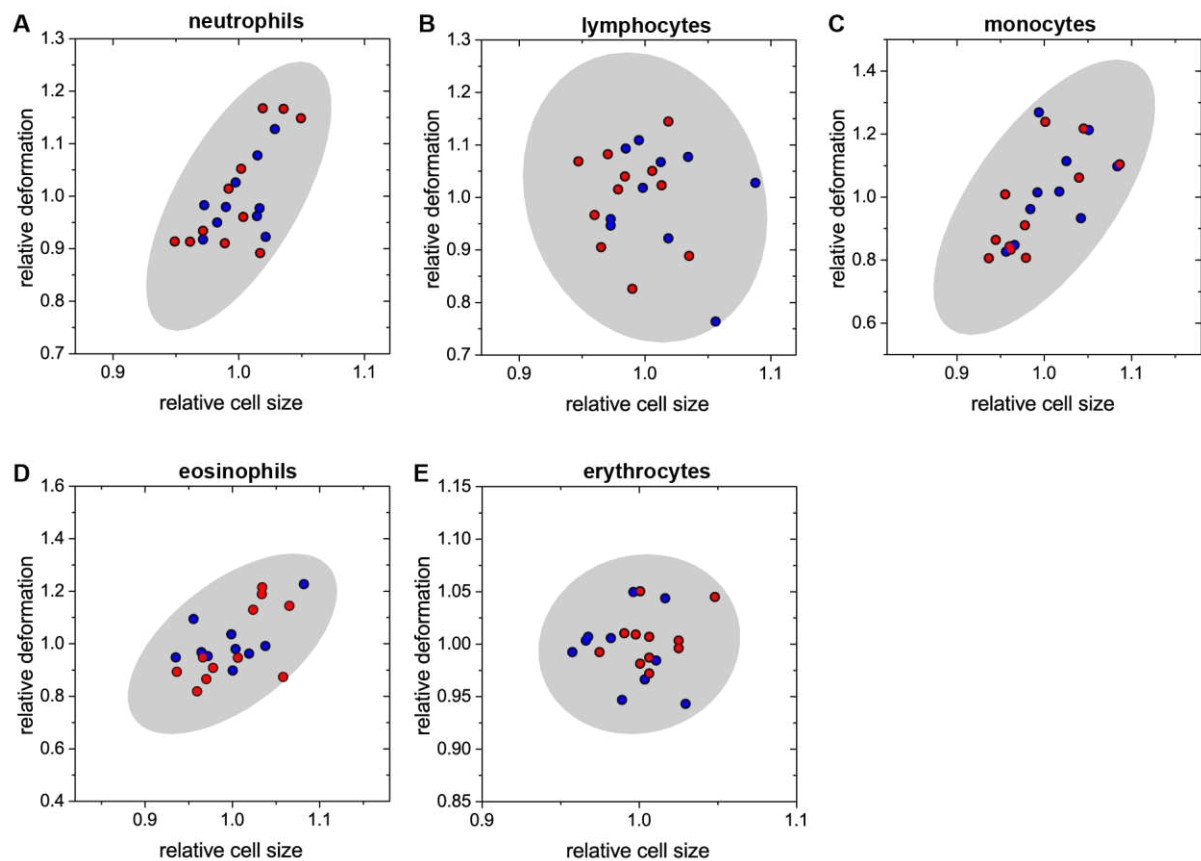 A neutrophils
1.3
1.2
1.1
1.0
0.9
0.8
0.7
0.9 1.0 1.1
relative deformation
relative cell size
B lymphocytes
1.3
1.2
1.1
1.0
0.9
0.8
0.7
0.9 1.0 1.1
relative deformation
relative cell size
C monocytes
1.4
1.2
1.0
0.8
0.6
0.9 1.0 1.1
relative deformation
relative cell size
D eosinophils
1.6
1.4
1.2
1.0
0.8
0.6
0.4
0.9 1.0 1.1
relative deformation
relative cell size
E erythrocytes
1.15
1.10
1.05
1.00
0.95
0.90
0.85
0.9 1.0 1.1
relative deformation
relative cell size